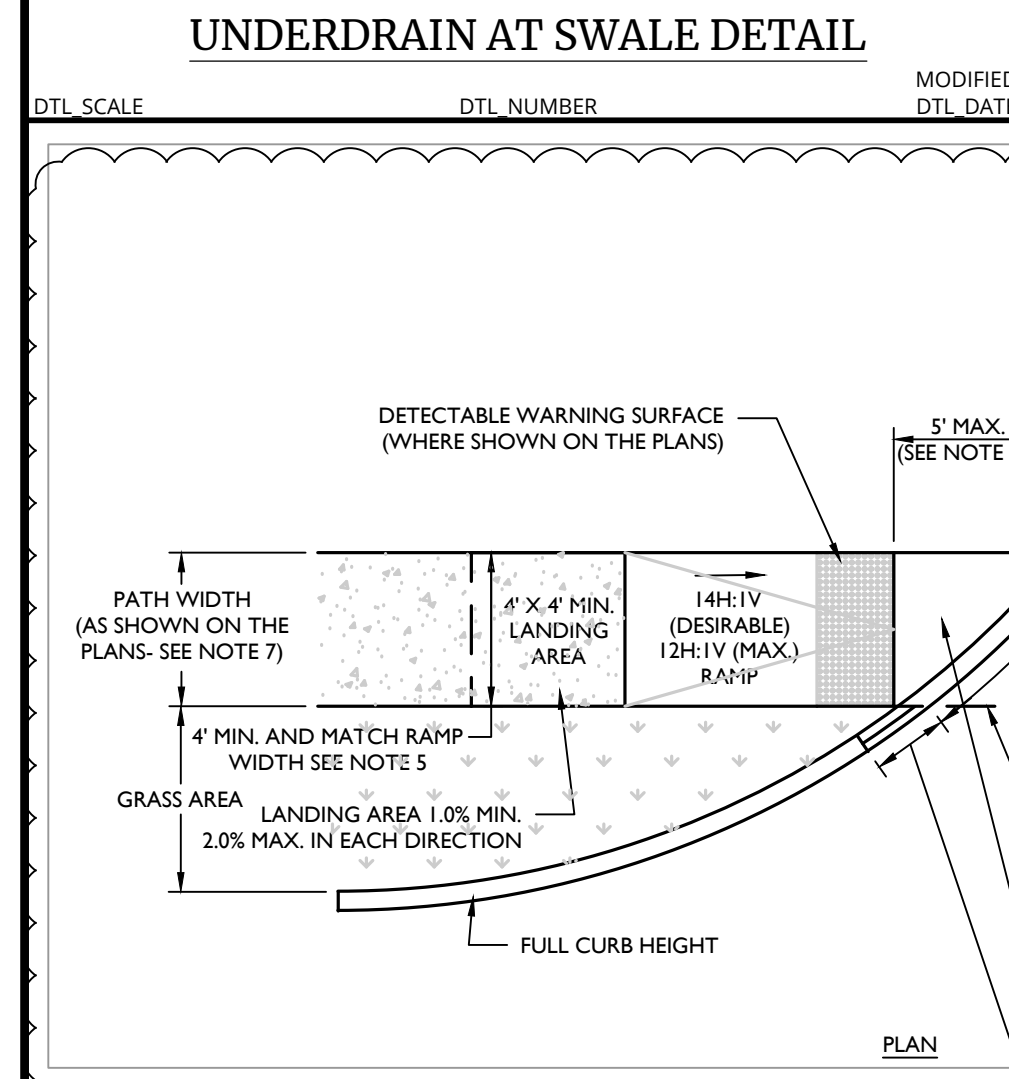 UNDERDRAIN AT SWALE DETAIL
MODIFIED
DTL_SCALE DTL_NUMBER DTL_DATE
DETECTABLE WARNING SURFACE
(WHERE SHOWN ON THE PLANS)
5' MAX.
(SEE NOTE
PATH WIDTH
(AS SHOWN ON THE
PLANS- SEE NOTE 7)
4' X 4' MIN.
LANDING
AREA
14H:1V
(DESIRABLE)
12H:1V (MAX.)
RAMP
4' MIN. AND MATCH RAMP
WIDTH SEE NOTE 5
GRASS AREA
LANDING AREA 1.0% MIN.
2.0% MAX. IN EACH DIRECTION
FULL CURB HEIGHT
PLAN